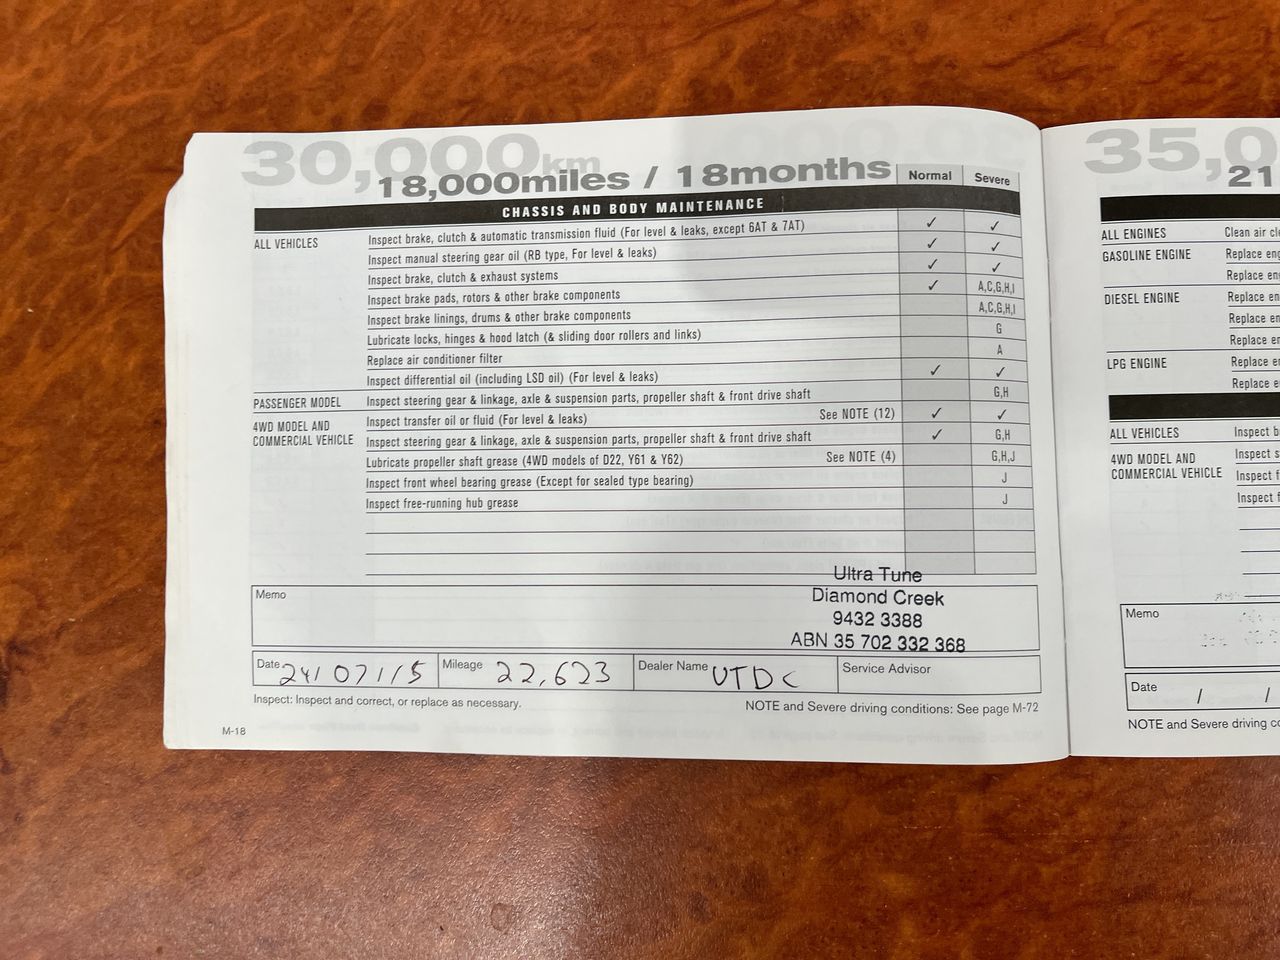 30,000km
18,000miles / 18months
Normal Severe
CHASSIS AND BODY MAINTENANCE
ALL VEHICLES Inspect brake, clutch & automatic transmission fluid (For level & leaks, except 6AT & 7AT) ✓ ✓
Inspect manual steering gear oil (RB type, For level & leaks) ✓ ✓
Inspect brake, clutch & exhaust systems ✓ ✓
Inspect brake pads, rotors & other brake components ✓ A,C,G,H,I
Inspect brake linings, drums & other brake components A,C,G,H,I
Lubricate locks, hinges & hood latch (& sliding door rollers and links) G
Replace air conditioner filter A
Inspect differential oil (including LSD oil) (For level & leaks) ✓ ✓
PASSENGER MODEL Inspect steering gear & linkage, axle & suspension parts, propeller shaft & front drive shaft G,H
4WD MODEL AND COMMERCIAL VEHICLE Inspect transfer oil or fluid (For level & leaks) See NOTE (12) ✓ ✓
Inspect steering gear & linkage, axle & suspension parts, propeller shaft & front drive shaft ✓ G,H
Lubricate propeller shaft grease (4WD models of D22, Y61 & Y62) See NOTE (4) G,H,J
Inspect front wheel bearing grease (Except for sealed type bearing) J
Inspect free-running hub grease J
Memo
Ultra Tune
Diamond Creek
9432 3388
ABN 35 702 332 368
Date 24/07/15 Mileage 22,623 Dealer Name UTDC Service Advisor
Inspect: Inspect and correct, or replace as necessary. NOTE and Severe driving conditions: See page M-72
M-18
35,0
21
ALL ENGINES Clean air cle
GASOLINE ENGINE Replace eng
Replace en
DIESEL ENGINE Replace en
Replace en
Replace e
LPG ENGINE Replace e
Replace e
ALL VEHICLES Inspect b
4WD MODEL AND COMMERCIAL VEHICLE Inspect s
Inspect f
Inspect f
Memo
Date / /
NOTE and Severe driving c